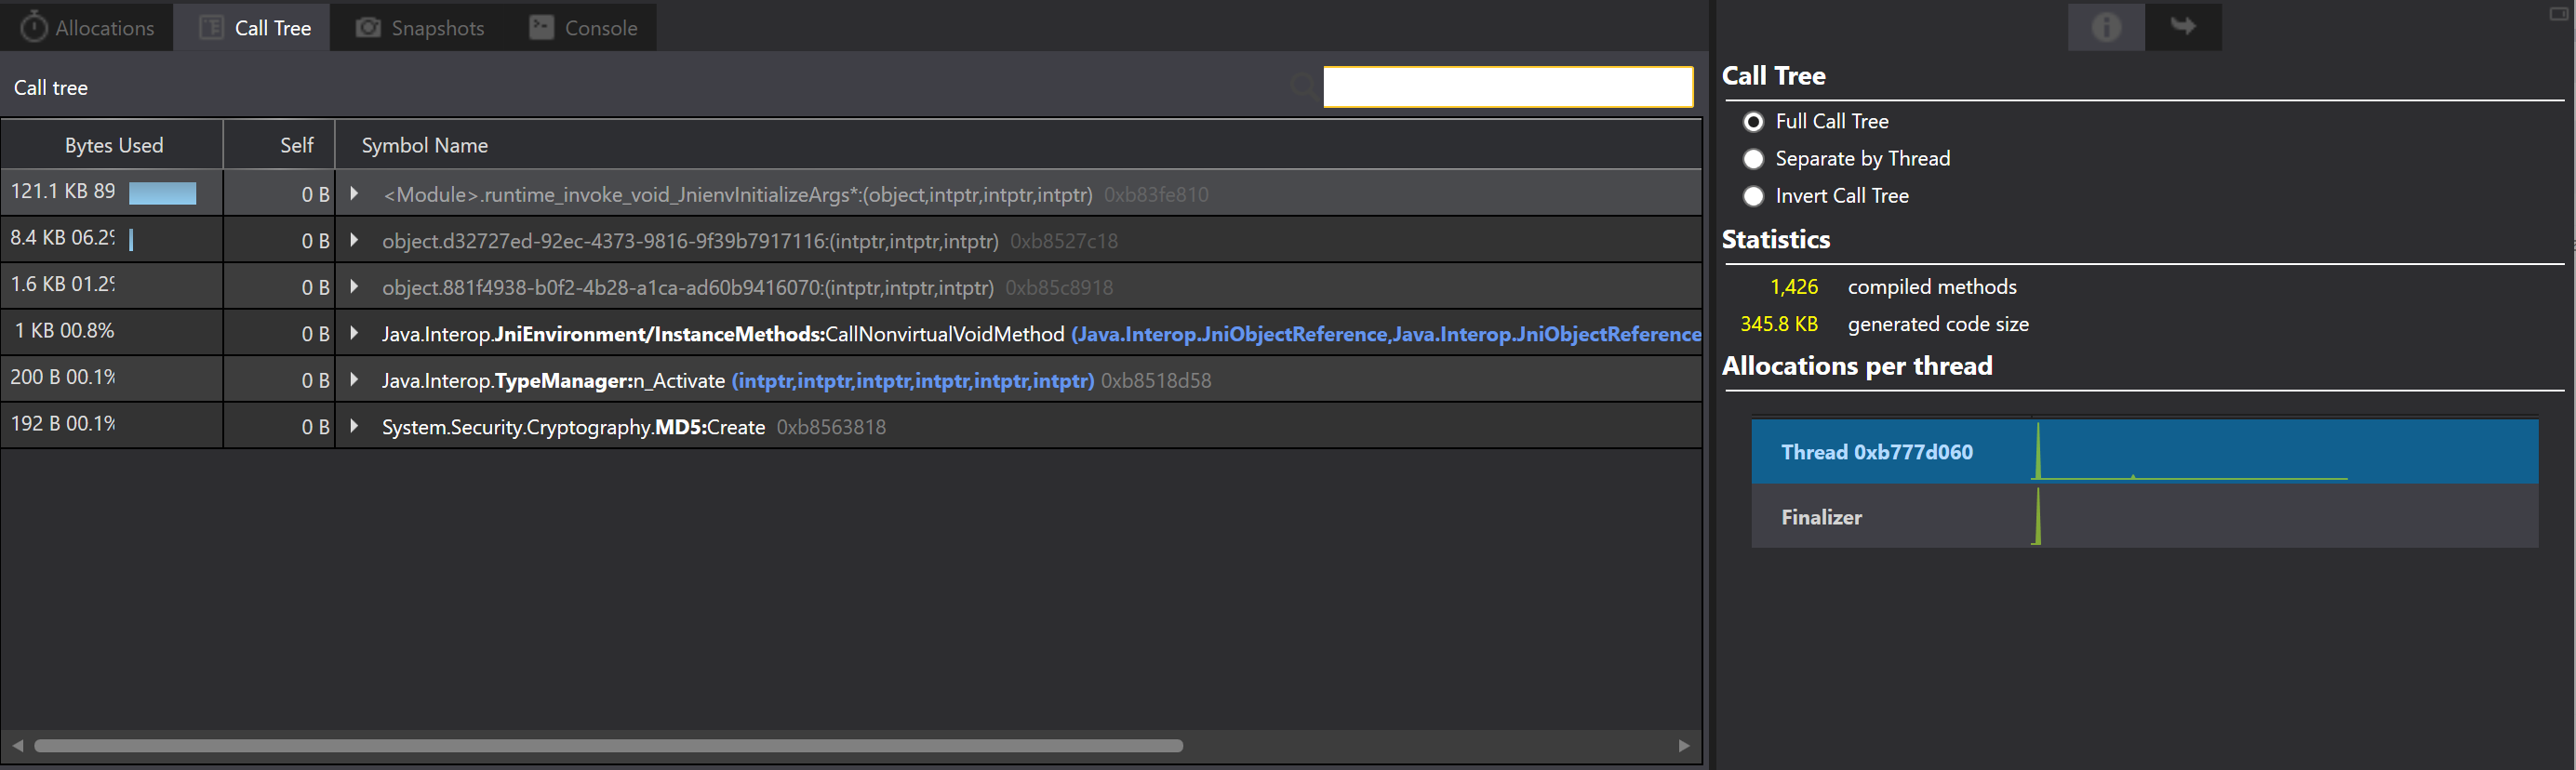 Allocations Call Tree Snapshots Console
Call tree
Bytes Used Self Symbol Name
121.1 KB 89 0 B <Module>.runtime_invoke_void_JnienvInitializeArgs*:(object,intptr,intptr,intptr) 0xb83fe810
8.4 KB 06.2% 0 B object.d32727ed-92ec-4373-9816-9f39b7917116:(intptr,intptr,intptr) 0xb8527c18
1.6 KB 01.2% 0 B object.881f4938-b0f2-4b28-a1ca-ad60b9416070:(intptr,intptr,intptr) 0xb85c8918
1 KB 00.8% 0 B Java.Interop.JniEnvironment/InstanceMethods:CallNonvirtualVoidMethod (Java.Interop.JniObjectReference,Java.Interop.JniObjectReference
200 B 00.1% 0 B Java.Interop.TypeManager:n_Activate (intptr,intptr,intptr,intptr,intptr,intptr) 0xb8518d58
192 B 00.1% 0 B System.Security.Cryptography.MD5:Create 0xb8563818
Call Tree
Full Call Tree
Separate by Thread
Invert Call Tree
Statistics
1,426 compiled methods
345.8 KB generated code size
Allocations per thread
Thread 0xb777d060
Finalizer